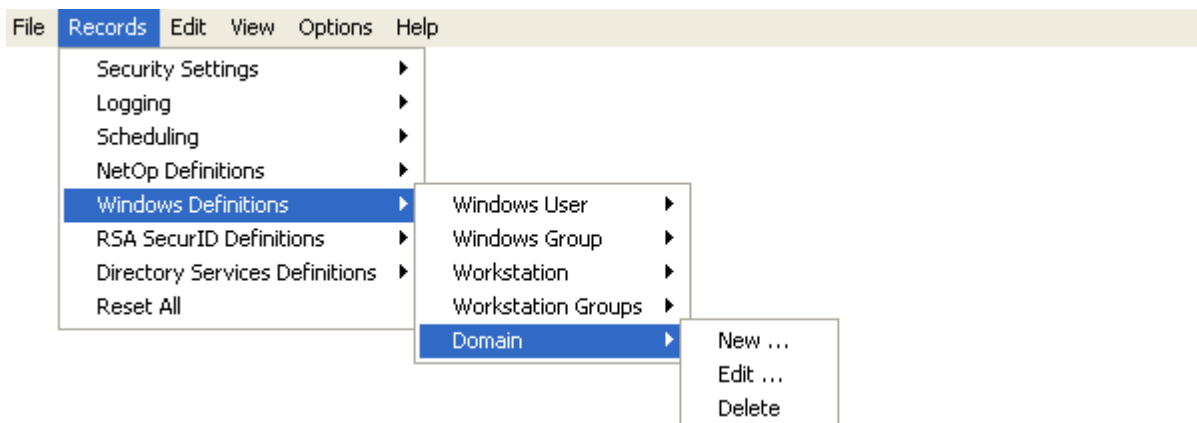 File Records Edit View Options Help
Security Settings
Logging
Scheduling
NetOp Definitions
Windows Definitions
RSA SecurID Definitions
Directory Services Definitions
Reset All
Windows User
Windows Group
Workstation
Workstation Groups
Domain
New ...
Edit ...
Delete